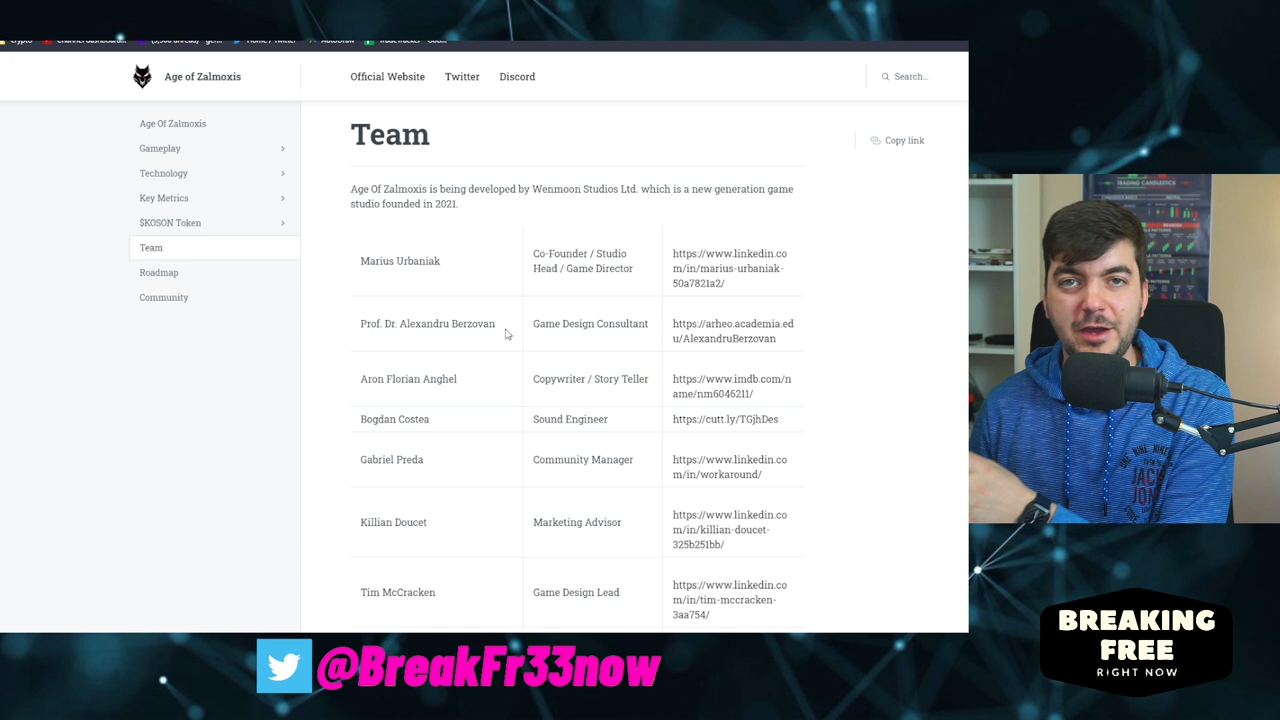 Age of Zalmoxis
Official Website Twitter Discord
Search...
Age Of Zalmoxis
Gameplay
Technology
Key Metrics
$KOSON Token
Team
Roadmap
Community
Team
Copy link
Age Of Zalmoxis is being developed by Wenmoon Studios Ltd. which is a new generation game
studio founded in 2021.
Marius Urbaniak
Co-Founder / Studio
Head / Game Director
https://www.linkedin.co
m/in/marius-urbaniak-
50a7821a2/
Prof. Dr. Alexandru Berzovan
Game Design Consultant
https://arheo.academia.ed
u/AlexandruBerzovan
Aron Florian Anghel
Copywriter / Story Teller
https://www.imdb.com/n
ame/nm6046211/
Bogdan Costea
Sound Engineer
https://cutt.ly/TGjhDes
Gabriel Preda
Community Manager
https://www.linkedin.co
m/in/workaround/
Killian Doucet
Marketing Advisor
https://www.linkedin.co
m/in/killian-doucet-
325b251bb/
Tim McCracken
Game Design Lead
https://www.linkedin.co
m/in/tim-mccracken-
3aa754/
TRADING CANDLESTICK
JACK
JON
@BreakFr33now
BREAKING
FREE
RIGHT NOW